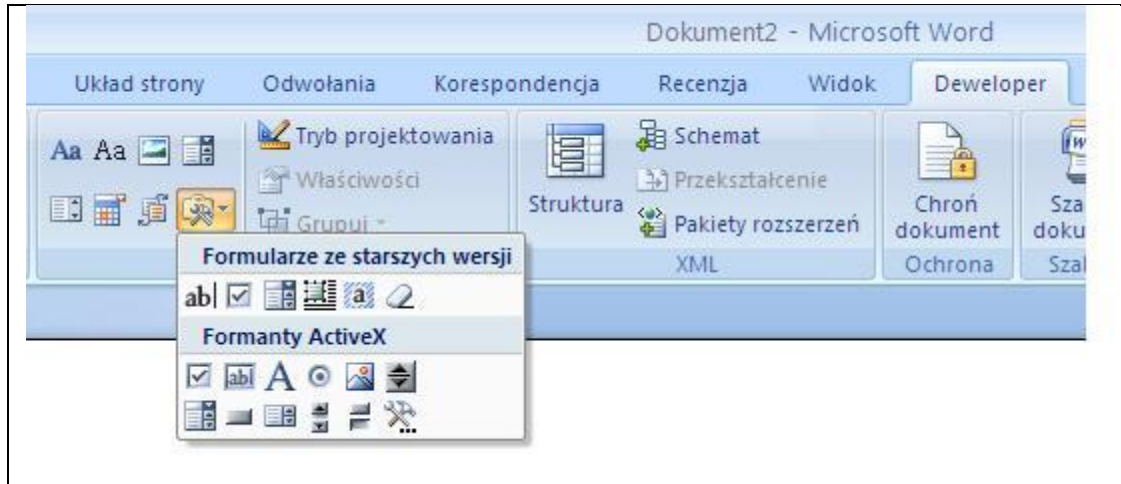 Dokument2 - Microsoft Word
Układ strony Odwołania Korespondencja Recenzja Widok Deweloper
Aa Aa Tryb projektowania Schemat
Właściwości Przekształcenie
Grupuj Struktura Pakiety rozszerzeń Chroń dokument
XML Ochrona
Formularze ze starszych wersji
ab|
a
Formanty ActiveX
abl A